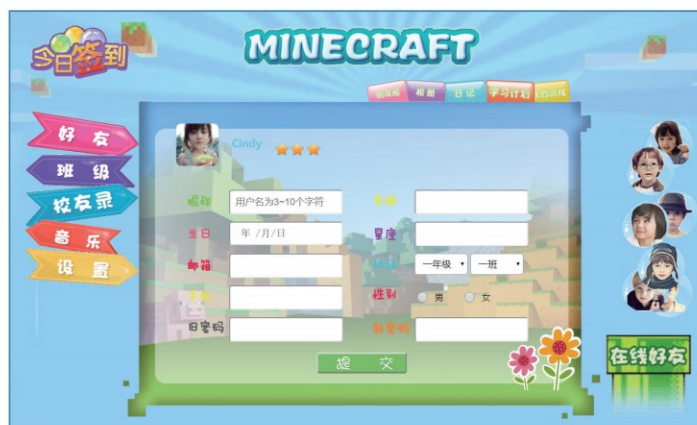 今日签到
MINECRAFT
相册
日记
学习计划
好友
班级
校友录
音乐
设置
Cindy
昵称
用户名为3~10个字符
生日
年 /月/日
星座
邮箱
一年级
一班
性别
男
女
旧密码
新密码
提 交
在线好友